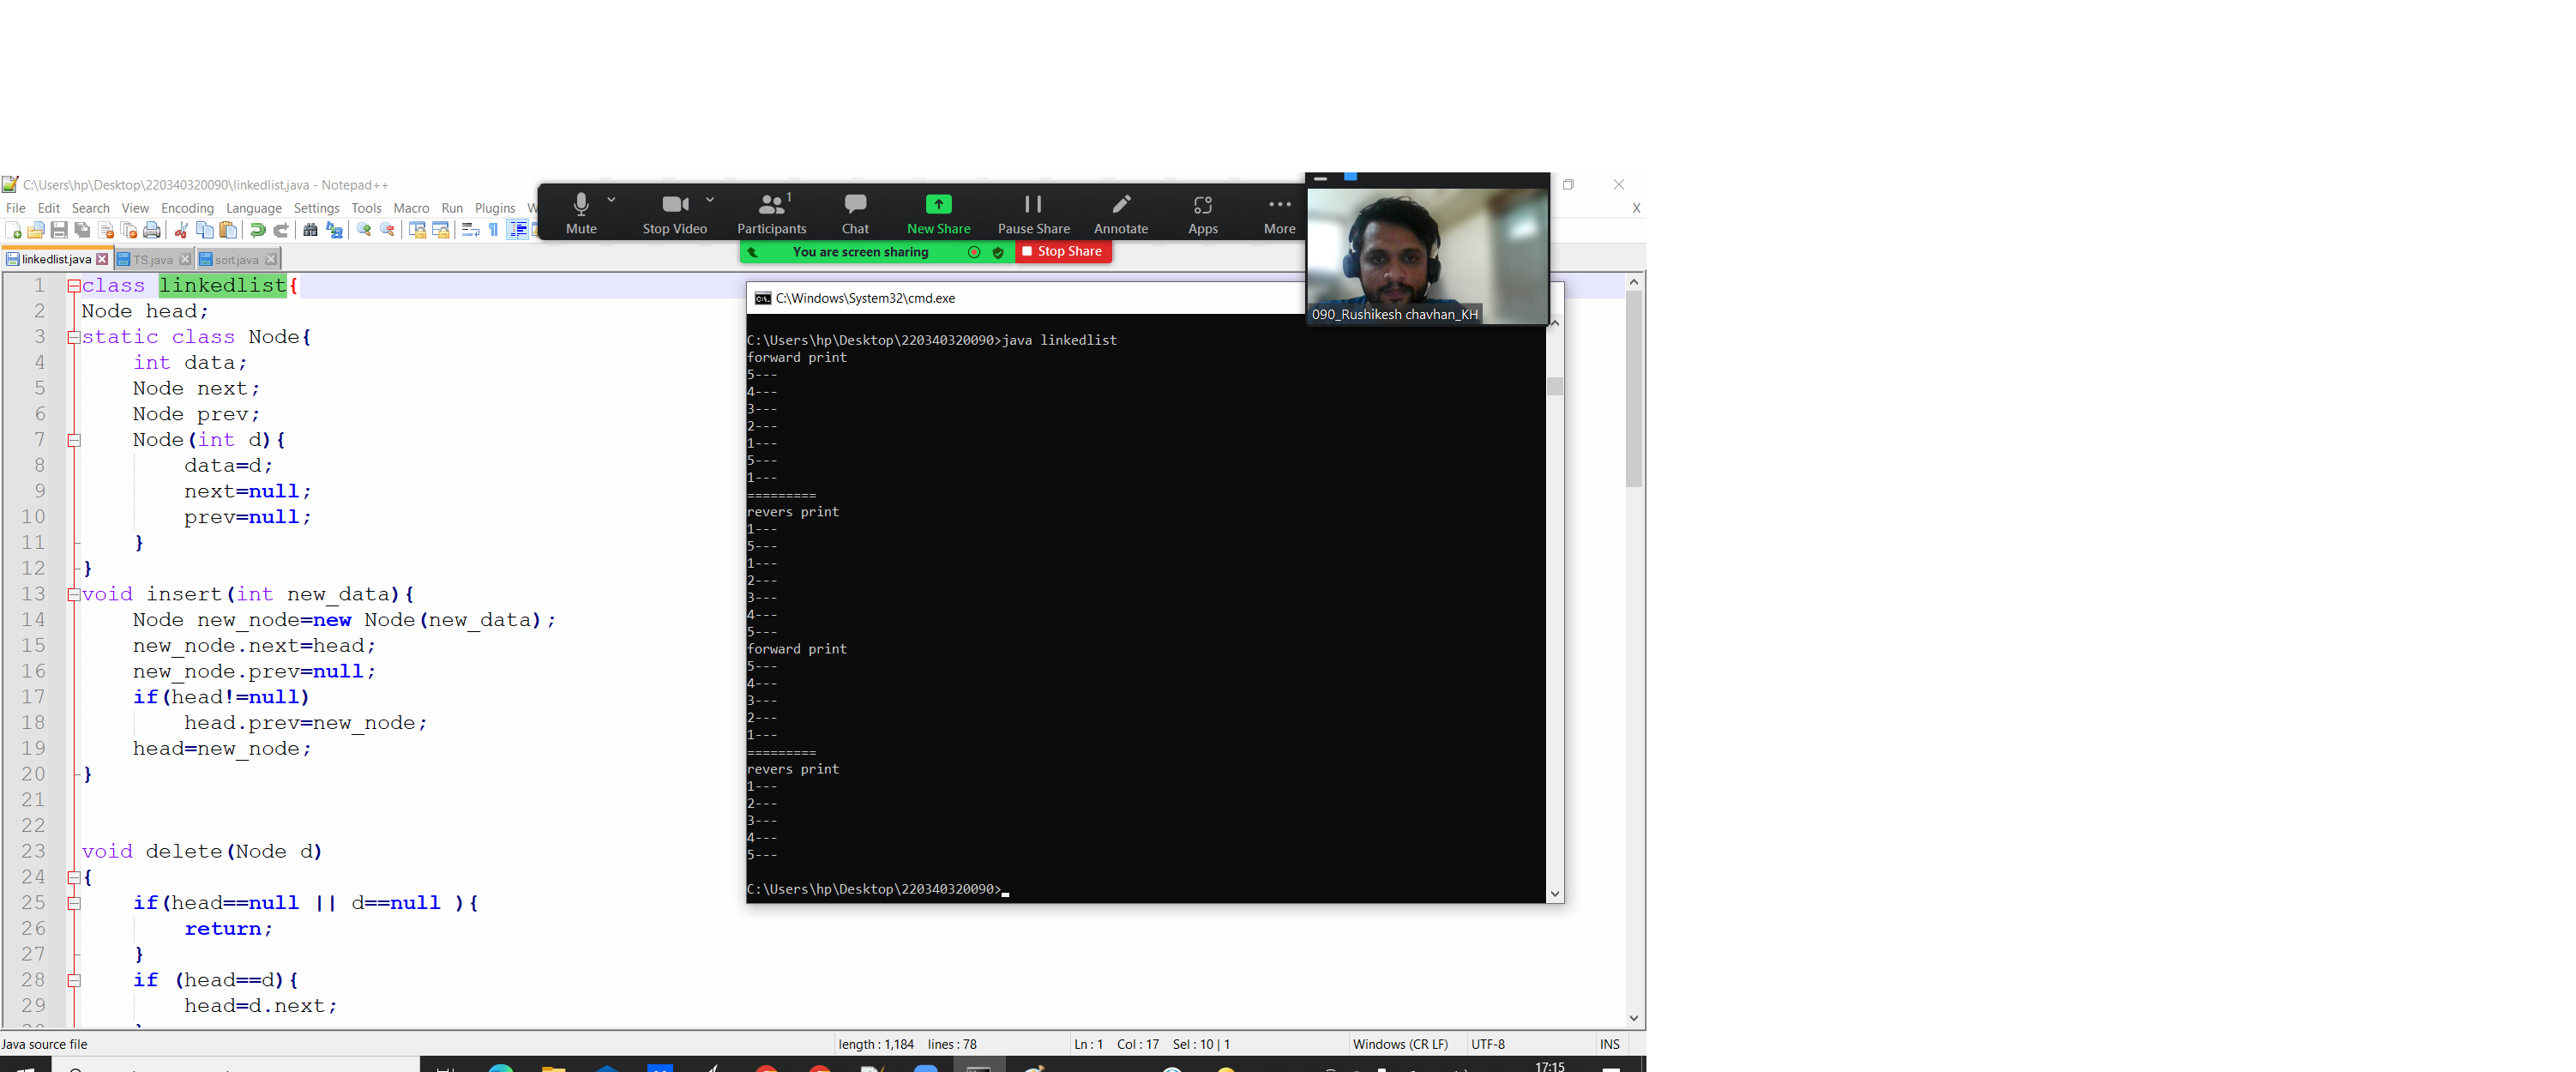 C:\Users\hp\Desktop\220340320090\linkedlist.java - Notepad++
File Edit Search View Encoding Language Settings Tools Macro Run Plugins W
X
Mute
Stop Video
Participants
1
Chat
New Share
Pause Share
Annotate
Apps
More
You are screen sharing
Stop Share
090_Rushikesh chavhan_KH
linkedlist.java TS.java sort.java
1 class linkedlist{
2 Node head;
3 static class Node{
4 int data;
5 Node next;
6 Node prev;
7 Node(int d){
8 data=d;
9 next=null;
10 prev=null;
11 }
12 }
13 void insert(int new_data){
14 Node new_node=new Node(new_data);
15 new_node.next=head;
16 new_node.prev=null;
17 if(head!=null)
18 head.prev=new_node;
19 head=new_node;
20 }
21
22
23 void delete(Node d)
24 {
25 if(head==null || d==null ){
26 return;
27 }
28 if (head==d){
29 head=d.next;
C:\Windows\System32\cmd.exe
C:\Users\hp\Desktop\220340320090>java linkedlist
forward print
5---
4---
3---
2---
1---
5---
1---
=========
revers print
1---
5---
1---
2---
3---
4---
5---
forward print
5---
4---
3---
2---
1---
=========
revers print
1---
2---
3---
4---
5---
C:\Users\hp\Desktop\220340320090>
Java source file
length : 1,184 lines : 78
Ln : 1 Col : 17 Sel : 10 | 1
Windows (CR LF)
UTF-8
INS
17:15